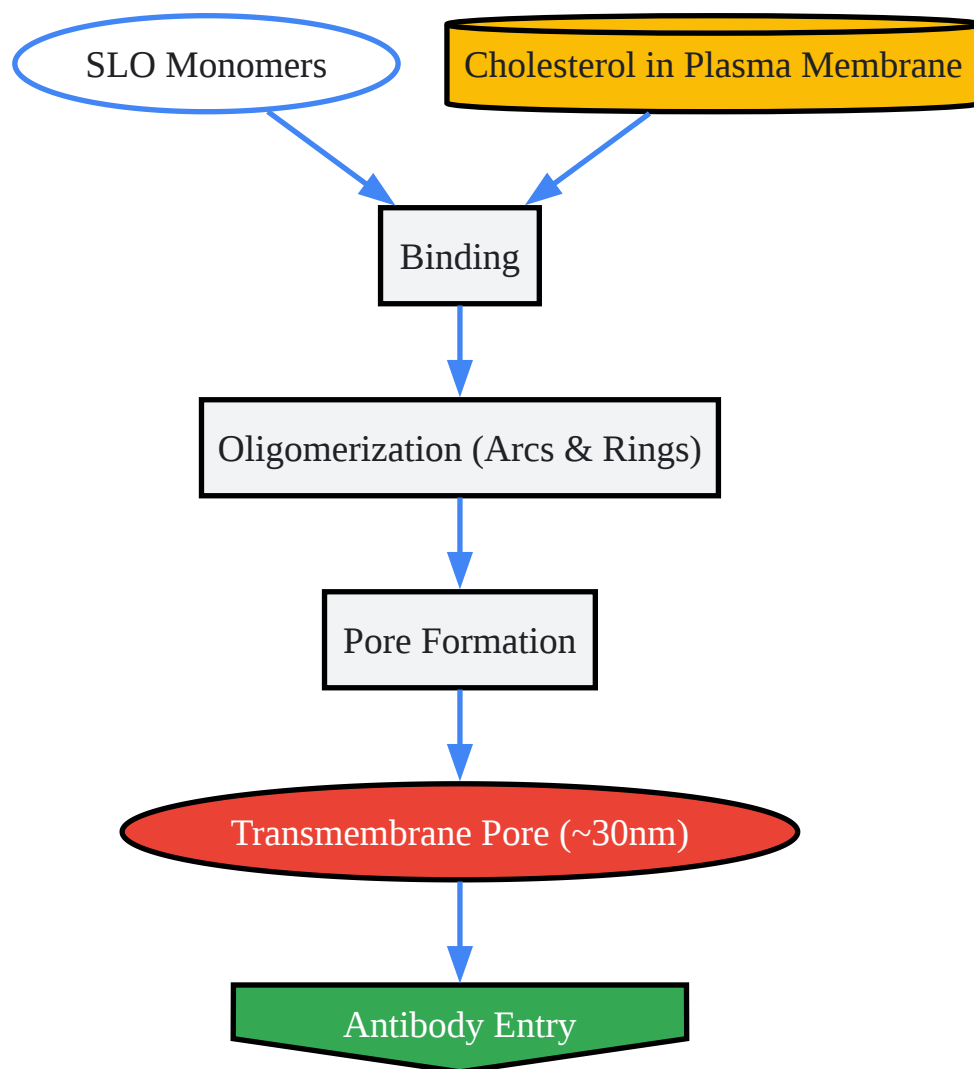 SLO Monomers
Cholesterol in Plasma Membrane
Binding
Oligomerization (Arcs & Rings)
Pore Formation
Transmembrane Pore (~30nm)
Antibody Entry